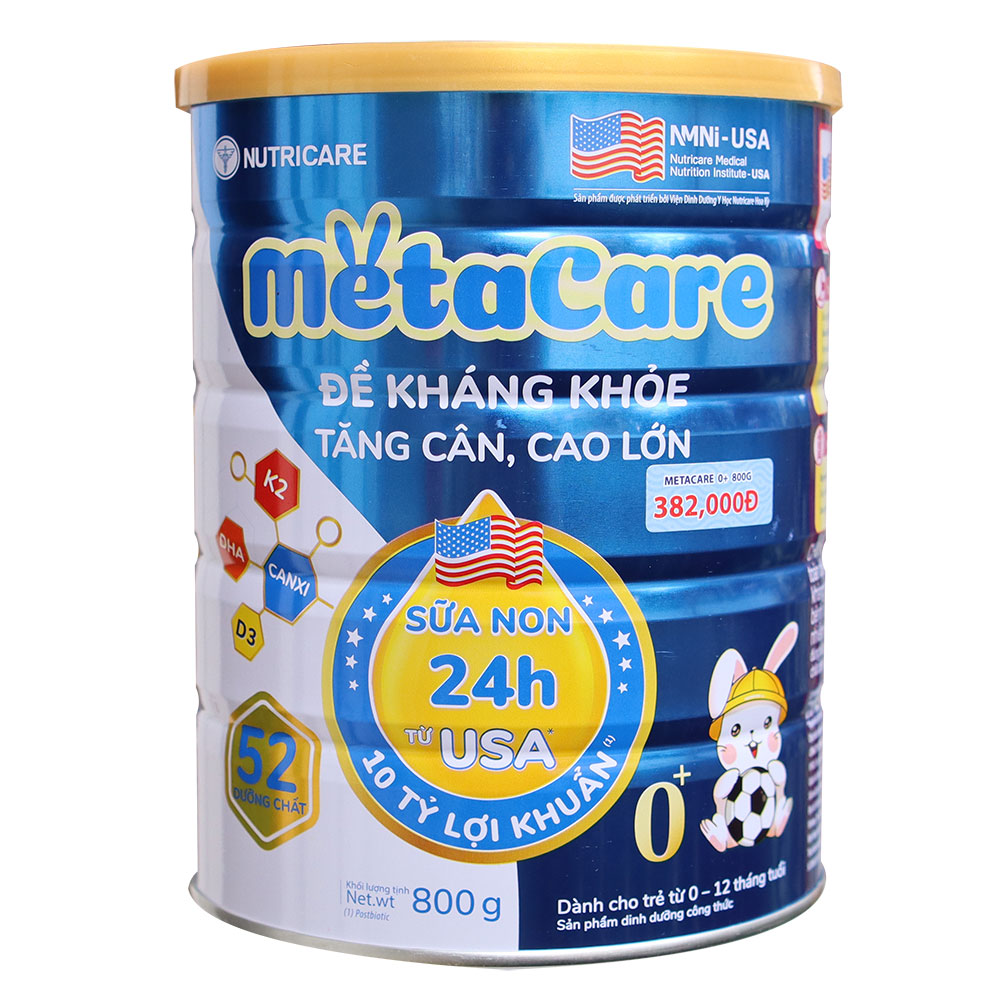 NUTRICARE
NMNi-USA
Nutricare Medical
Nutrition Institute-USA
Sản phẩm được phát triển bởi Viện Dinh Dưỡng Y Học Nutricare Hoa Kỳ
MetaCare
ĐỀ KHÁNG KHỎE
TĂNG CÂN, CAO LỚN
METACARE 0+ 800G
382,000Đ
K2
DHA
CANXI
D3
SỮA NON
24h
TỪ USA*
10 TỶ LỢI KHUẨN (1)
52
DƯỠNG CHẤT
0+
Khối lượng tịnh
Net.wt 800 g
(1) Postbiotic
Dành cho trẻ từ 0 – 12 tháng tuổi
Sản phẩm dinh dưỡng công thức